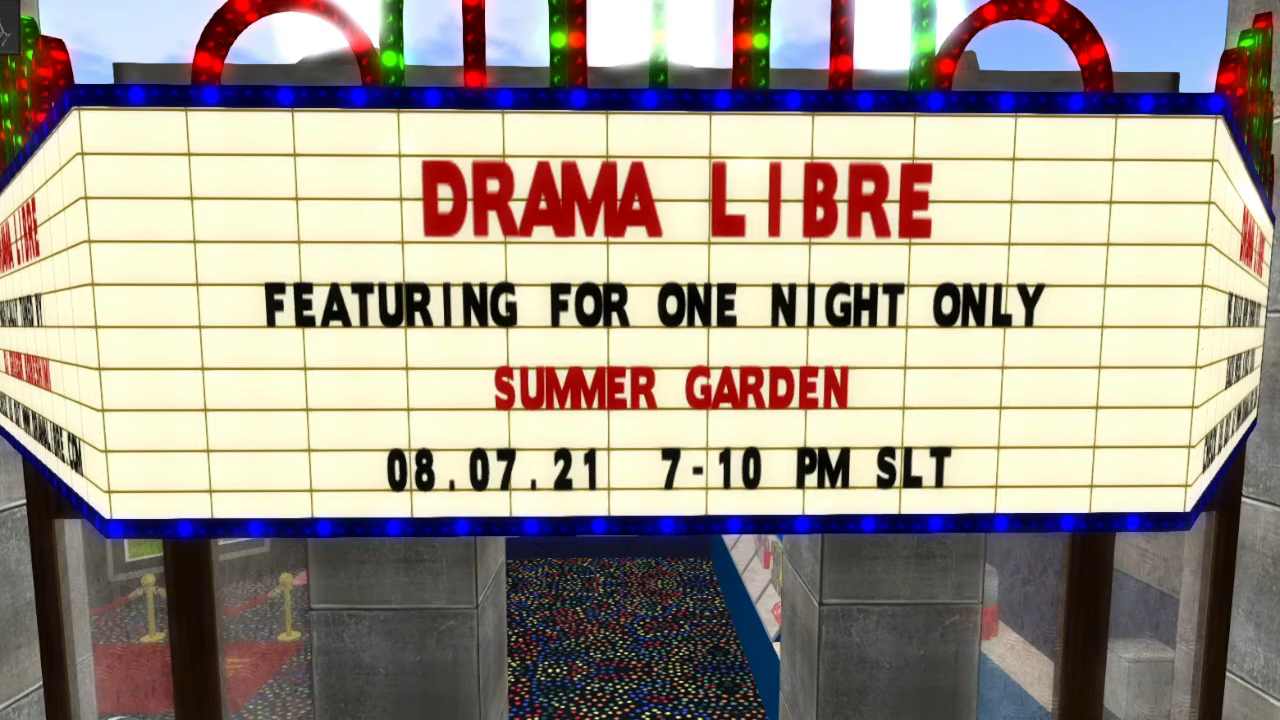 DRAMA LIBRE
FEATURING FOR ONE NIGHT ONLY
SUMMER GARDEN
08.07.21 7-10 PM SLT